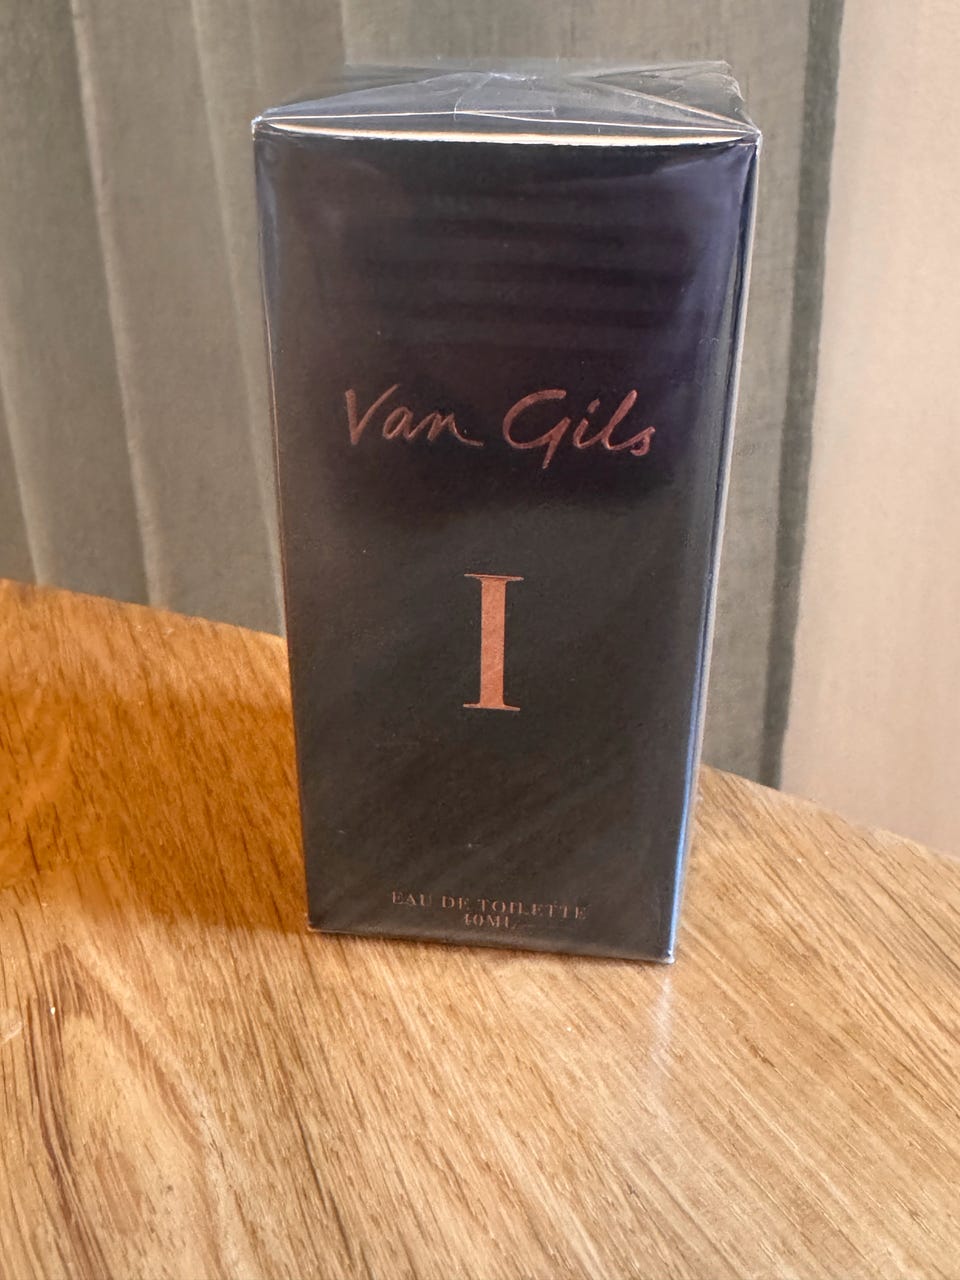 Van Gils
I
EAU DE TOILETTE
40ML